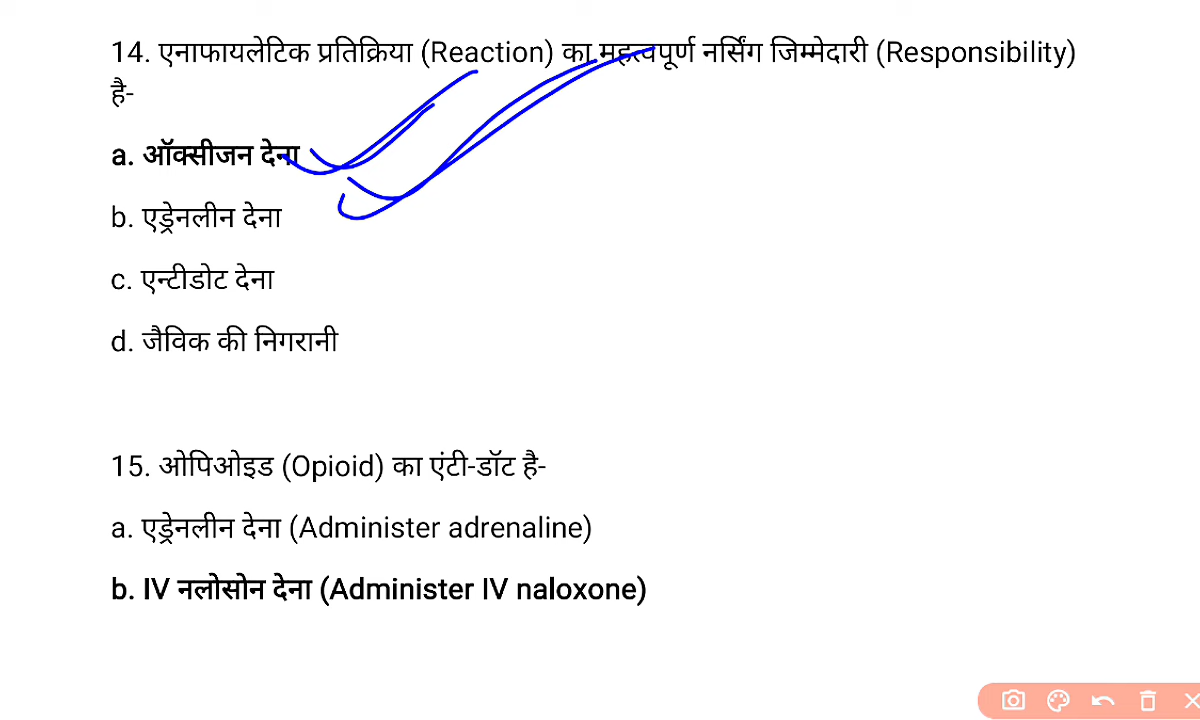 14. एनाफायलेटिक प्रतिक्रिया (Reaction) का महत्वपूर्ण नर्सिंग जिम्मेदारी (Responsibility)
है-
a. ऑक्सीजन देना
b. एड्रेनलीन देना
c. एन्टीडोट देना
d. जैविक की निगरानी
15. ओपिओइड (Opioid) का एंटी-डॉट है-
a. एड्रेनलीन देना (Administer adrenaline)
b. IV नलोसोन देना (Administer IV naloxone)